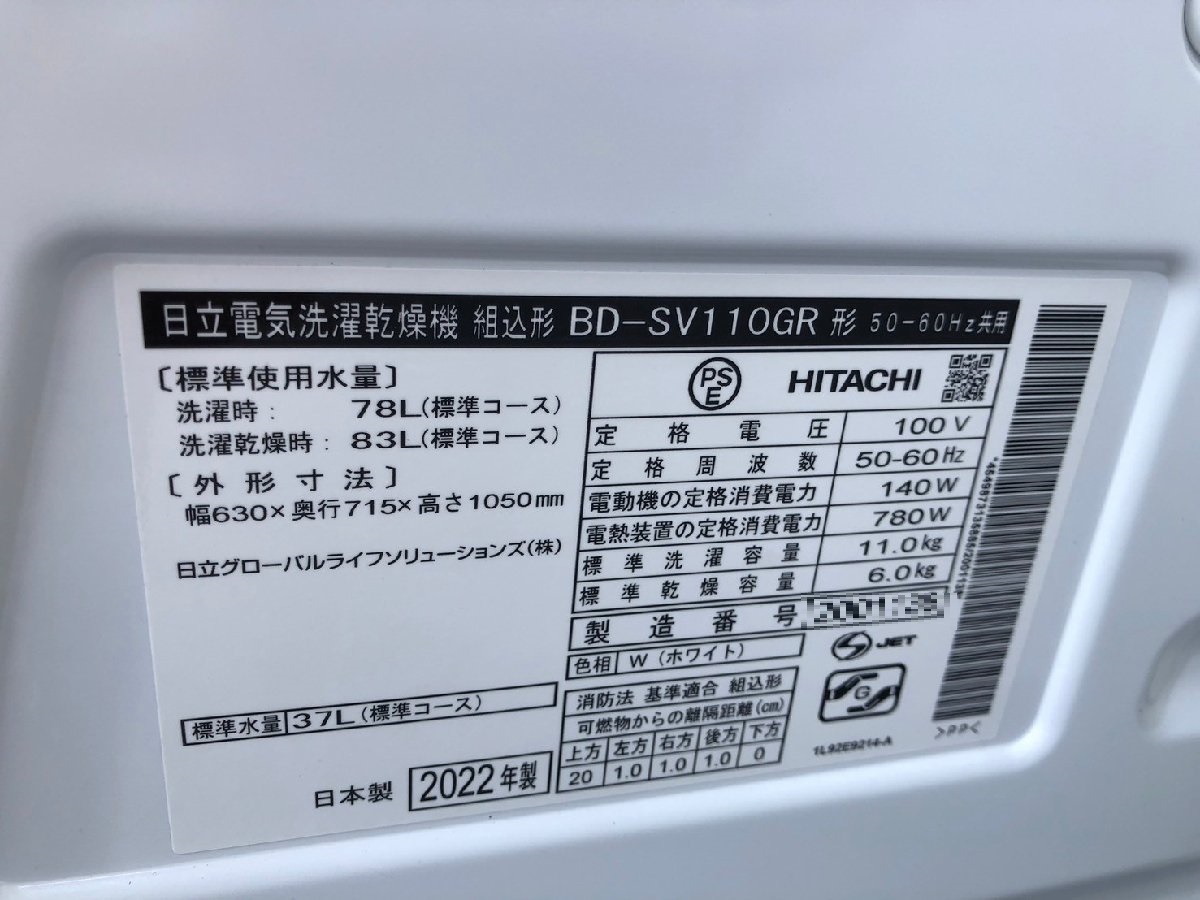 日立電気洗濯乾燥機 組込形 BD-SV110GR 形 50-60Hz共用
〔標準使用水量〕
洗濯時: 78L(標準コース)
洗濯乾燥時: 83L(標準コース)
〔外形寸法〕
幅630×奥行715×高さ1050mm
日立グローバルライフソリューションズ(株)
標準水量 37L(標準コース)
日本製 2022年製
PSE HITACHI
定格電圧 100V
定格周波数 50-60Hz
電動機の定格消費電力 140W
電熱装置の定格消費電力 780W
標準洗濯容量 11.0kg
標準乾燥容量 6.0kg
製造番号
色相 W(ホワイト)
消防法 基準適合 組込形
可燃物からの離隔距離(cm)
上方 左方 右方 後方 下方
20 1.0 1.0 1.0 0
S JET
G
1L92E9214-A
>PP<